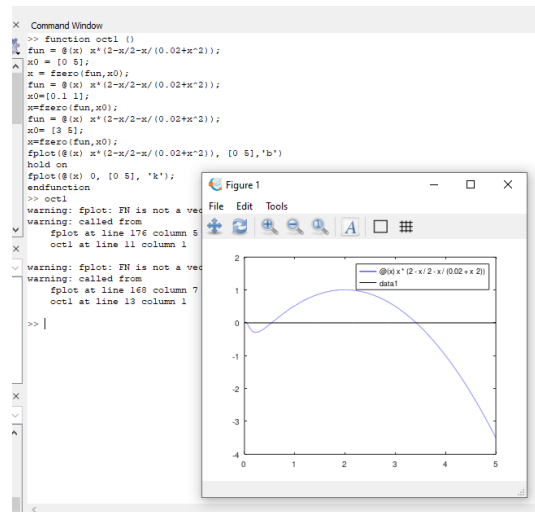 Command Window
>> function oct1 ()
fun = @(x) x*(2-x/2-x/(0.02+x^2));
x0 = [0 5];
x = fzero(fun,x0);
fun = @(x) x*(2-x/2-x/(0.02+x^2));
x0=[0.1 1];
x=fzero(fun,x0);
fun = @(x) x*(2-x/2-x/(0.02+x^2));
x0= [3 5];
x=fzero(fun,x0);
fplot(@(x) x*(2-x/2-x/(0.02+x^2)), [0 5],'b')
hold on
fplot(@(x) 0, [0 5], 'k');
endfunction
>> oct1
warning: fplot: FN is not a vec
warning: called from
fplot at line 176 column 5
oct1 at line 11 column 1
warning: fplot: FN is not a vec
warning: called from
fplot at line 168 column 7
oct1 at line 13 column 1
>>
Figure 1
File Edit Tools
A
@(x) x * (2 - x / 2 - x / (0.02 + x 2))
data1
2
1
0
-1
-2
-3
-4
0 1 2 3 4 5